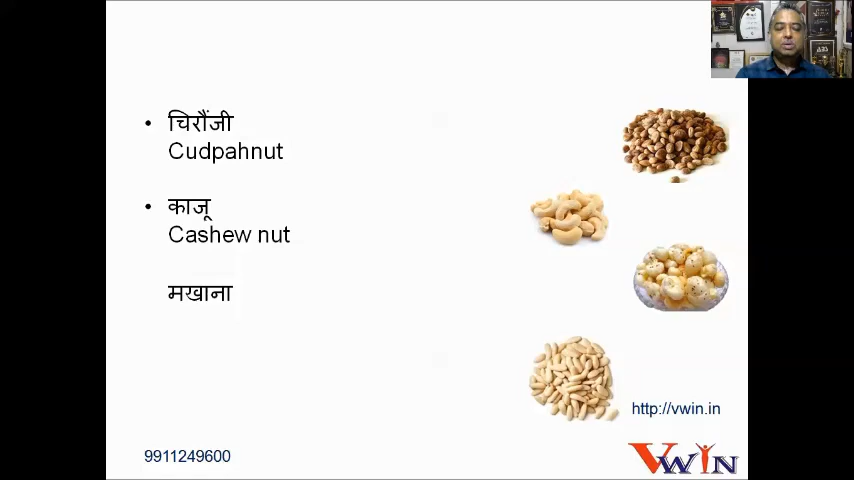 • चिरौंजी
Cudpahnut
• काजू
Cashew nut
मखाना
http://vwin.in
9911249600
VWIN